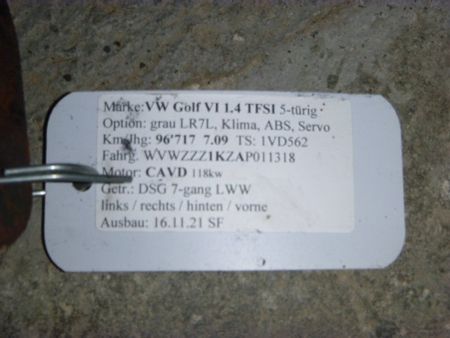 Marke: VW Golf VI 1,4 TFSI 5-türig
Option: grau LR7L, Klima, ABS, Servo
Km/Jhg: 96'717 7.09 TS: 1VD562
Fahrg. WVWZZZ1KZAP011318
Motor: CAVD 118kw
Getr.: DSG 7-gang LWW
links / rechts / hinten / vorne
Ausbau: 16.11.21 SF